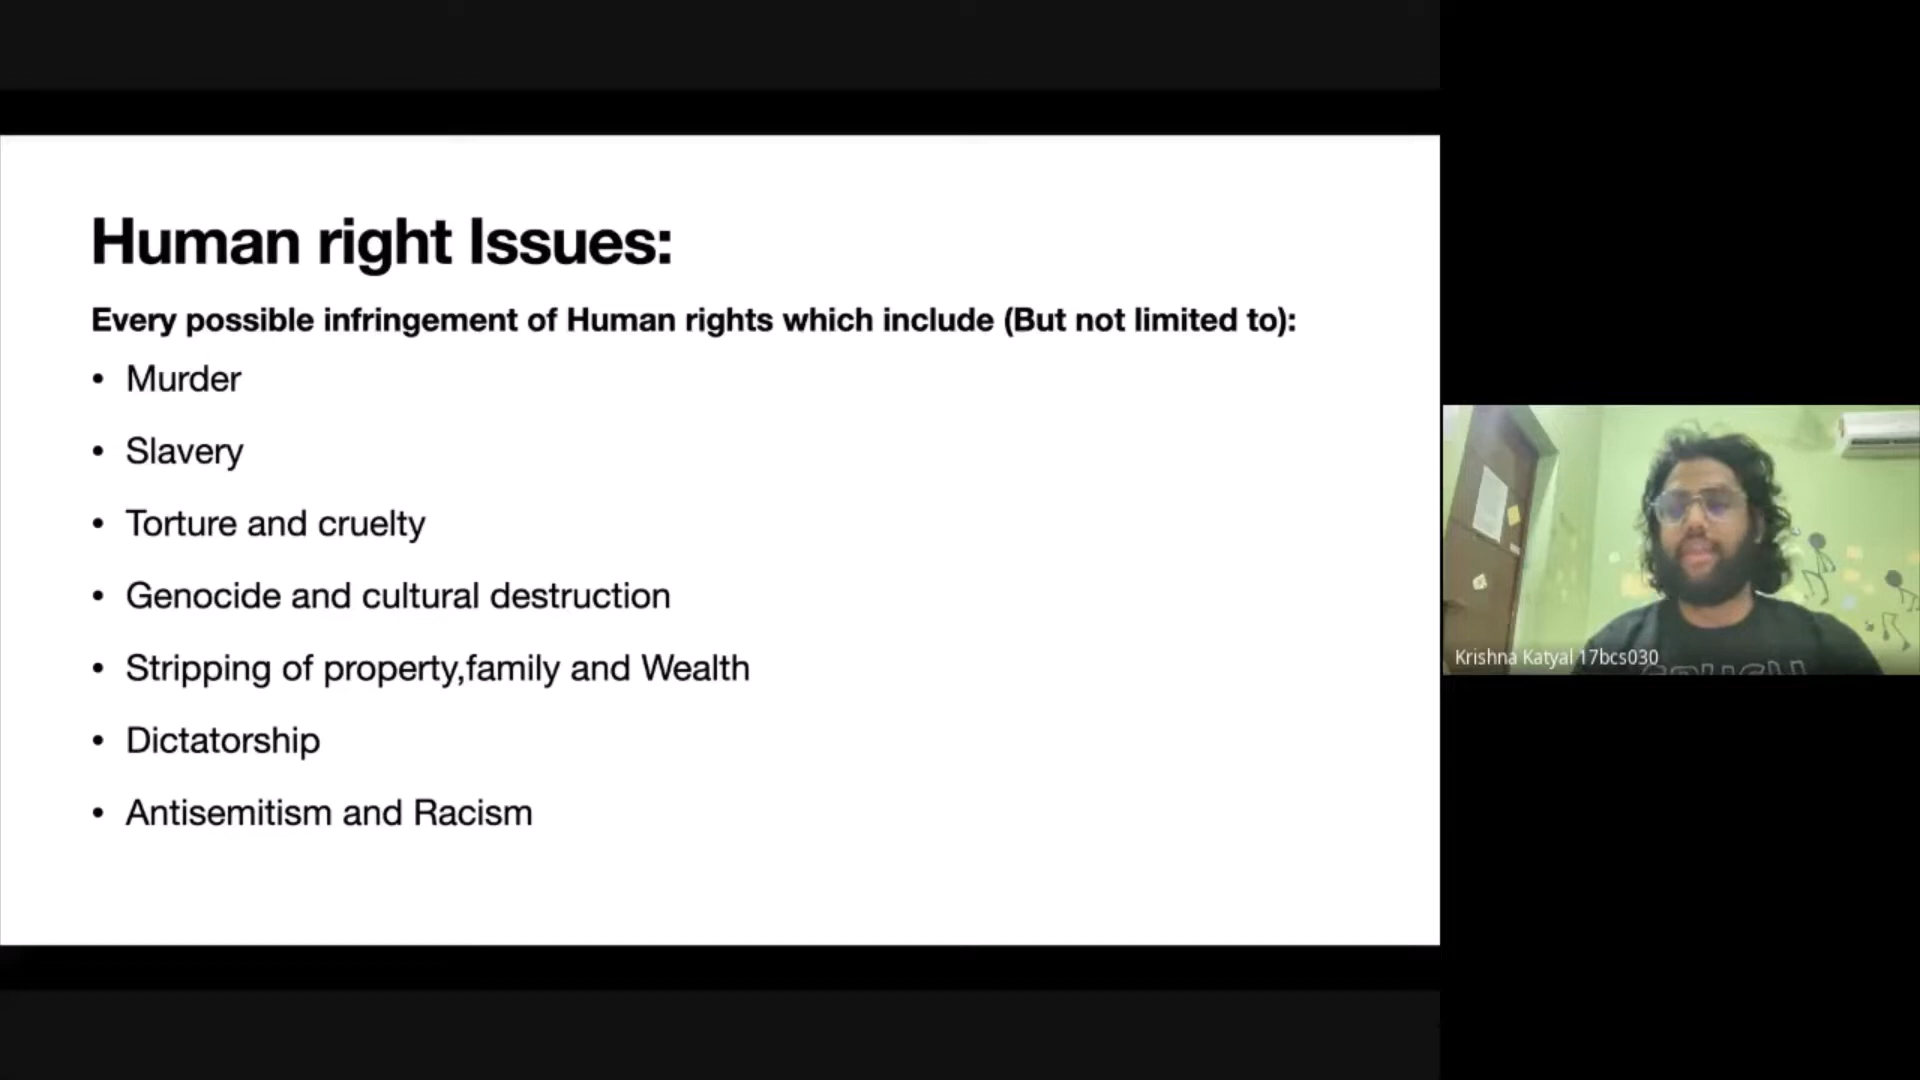 Human right Issues:
Every possible infringement of Human rights which include (But not limited to):
• Murder
• Slavery
• Torture and cruelty
• Genocide and cultural destruction
• Stripping of property,family and Wealth
• Dictatorship
• Antisemitism and Racism
Krishna Katyal 17bcs030